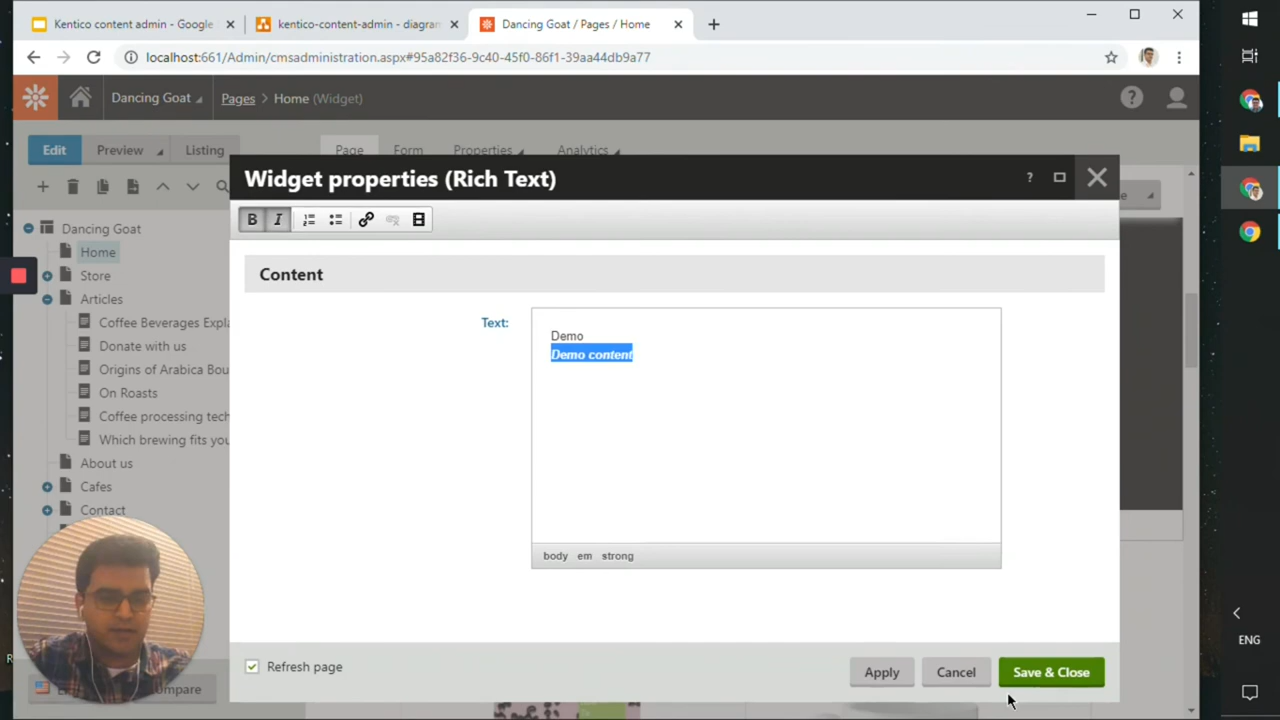 Kentico content admin - Google
kentico-content-admin - diagram
Dancing Goat / Pages / Home
localhost:661/Admin/cmsadministration.aspx#95a82f36-9c40-45f0-86f1-39aa44db9a77
Dancing Goat
Pages > Home (Widget)
Edit
Preview
Listing
Page
Form
Properties
Analytics
Widget properties (Rich Text)
?
B I
Content
Text:
Demo
Demo content
body em strong
Refresh page
Apply
Cancel
Save & Close
Dancing Goat
Home
Store
Articles
Coffee Beverages Expla
Donate with us
Origins of Arabica Bou
On Roasts
Coffee processing tech
Which brewing fits you
About us
Cafes
Contact
ompare
ENG